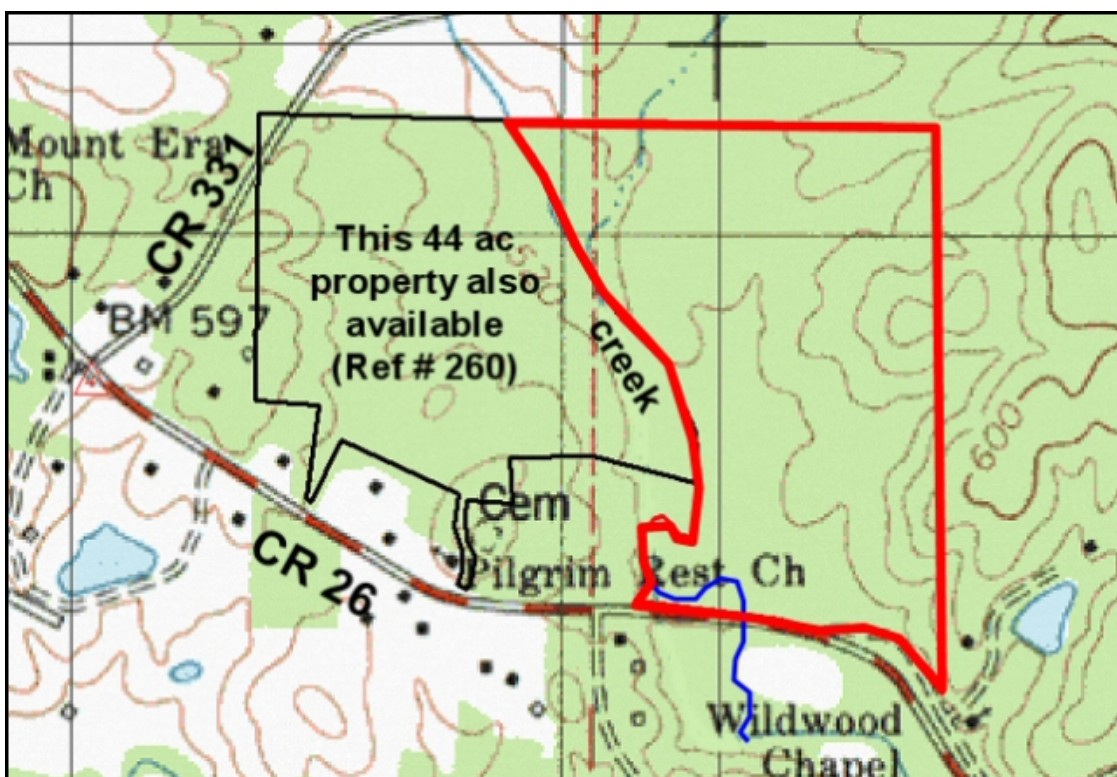 Mount Era
Ch
CR 331
This 44 ac
property also
available
(Ref # 260)
520
BM 597
creek
600
Cem
CR 26
Pilgrim Rest Ch
Wildwood
Chapel